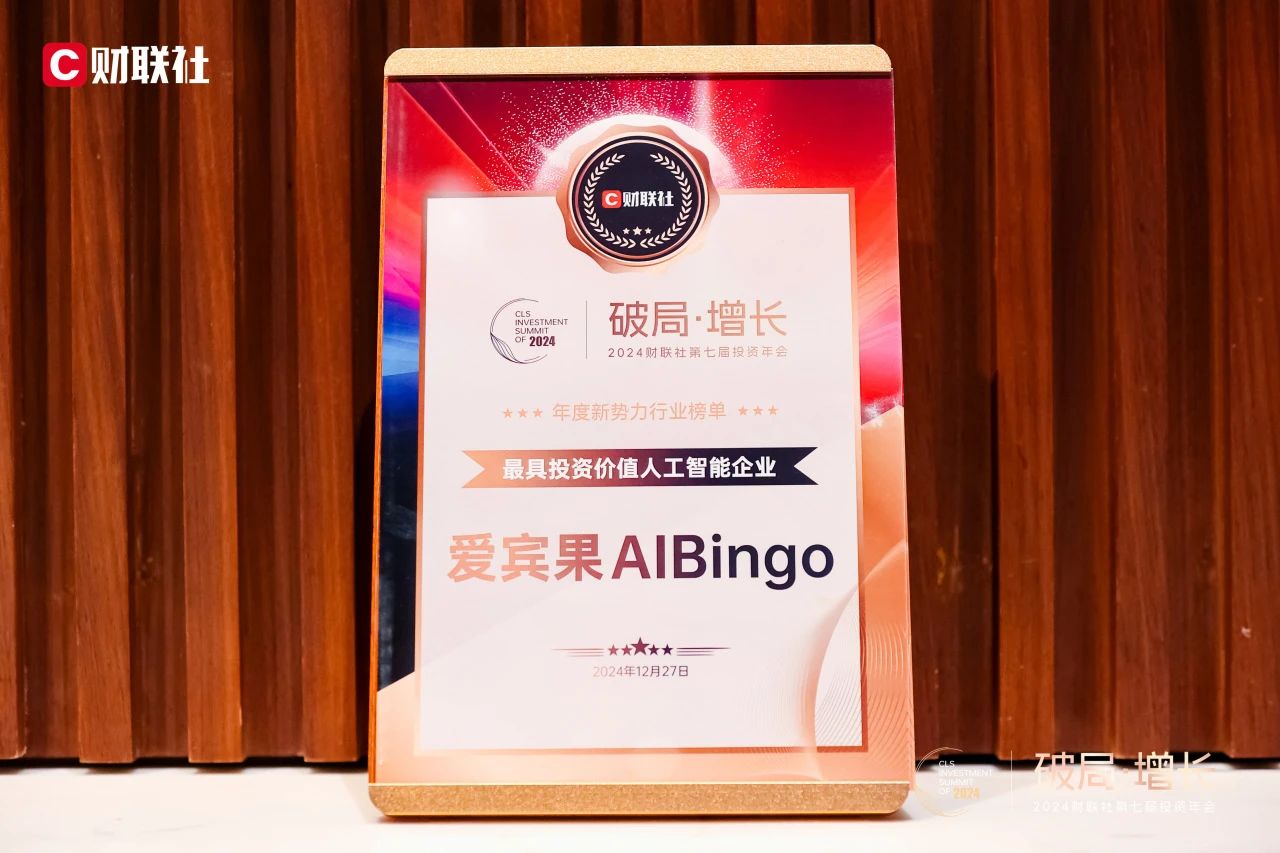 C 财联社
C 财联社
CLS
INVESTMENT
SUMMIT
OF 2024
破局·增长
2024财联社第七届投资年会
年度新势力行业榜单
最具投资价值人工智能企业
爱宾果AIBingo
2024年12月27日
CLS
INVESTMENT
SUMMIT
OF 2024
破局·增长
2024财联社第七届投资年会